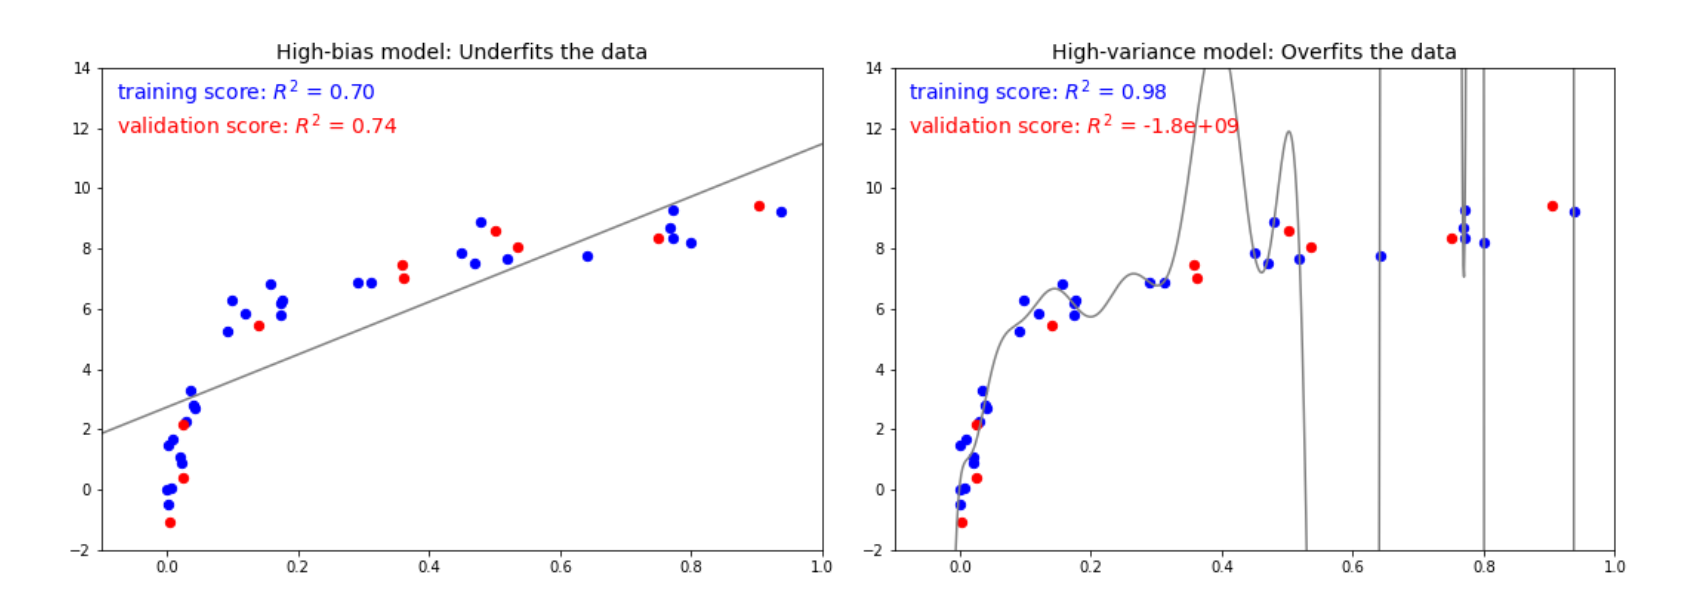 High-bias model: Underfits the data
14
12
10
8
6
4
2
0
−2
training score: R² = 0.70
validation score: R² = 0.74
0.0 0.2 0.4 0.6 0.8 1.0
High-variance model: Overfits the data
14
12
10
8
6
4
2
0
−2
training score: R² = 0.98
validation score: R² = -1.8e+09
0.0 0.2 0.4 0.6 0.8 1.0